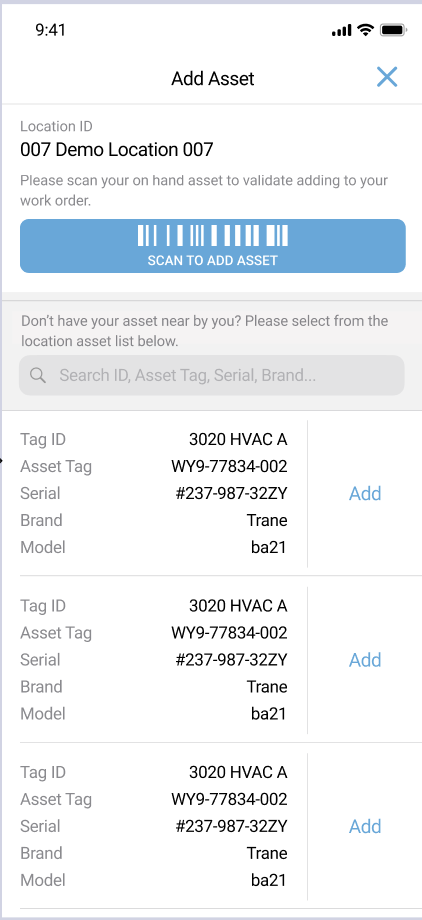 9:41
Add Asset
Location ID
007 Demo Location 007
Please scan your on hand asset to validate adding to your
work order.
SCAN TO ADD ASSET
Don’t have your asset near by you? Please select from the
location asset list below.
Search ID, Asset Tag, Serial, Brand...
Tag ID 3020 HVAC A
Asset Tag WY9-77834-002
Serial #237-987-32ZY
Brand Trane
Model ba21
Add
Tag ID 3020 HVAC A
Asset Tag WY9-77834-002
Serial #237-987-32ZY
Brand Trane
Model ba21
Add
Tag ID 3020 HVAC A
Asset Tag WY9-77834-002
Serial #237-987-32ZY
Brand Trane
Model ba21
Add